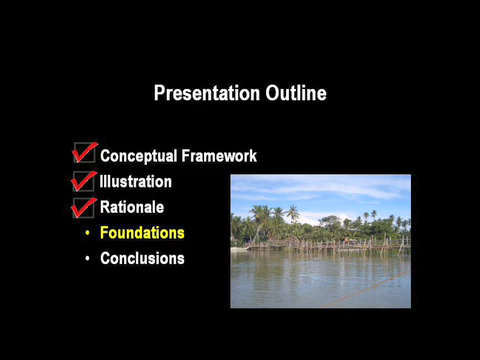 Presentation Outline
Conceptual Framework
Illustration
Rationale
• Foundations
• Conclusions